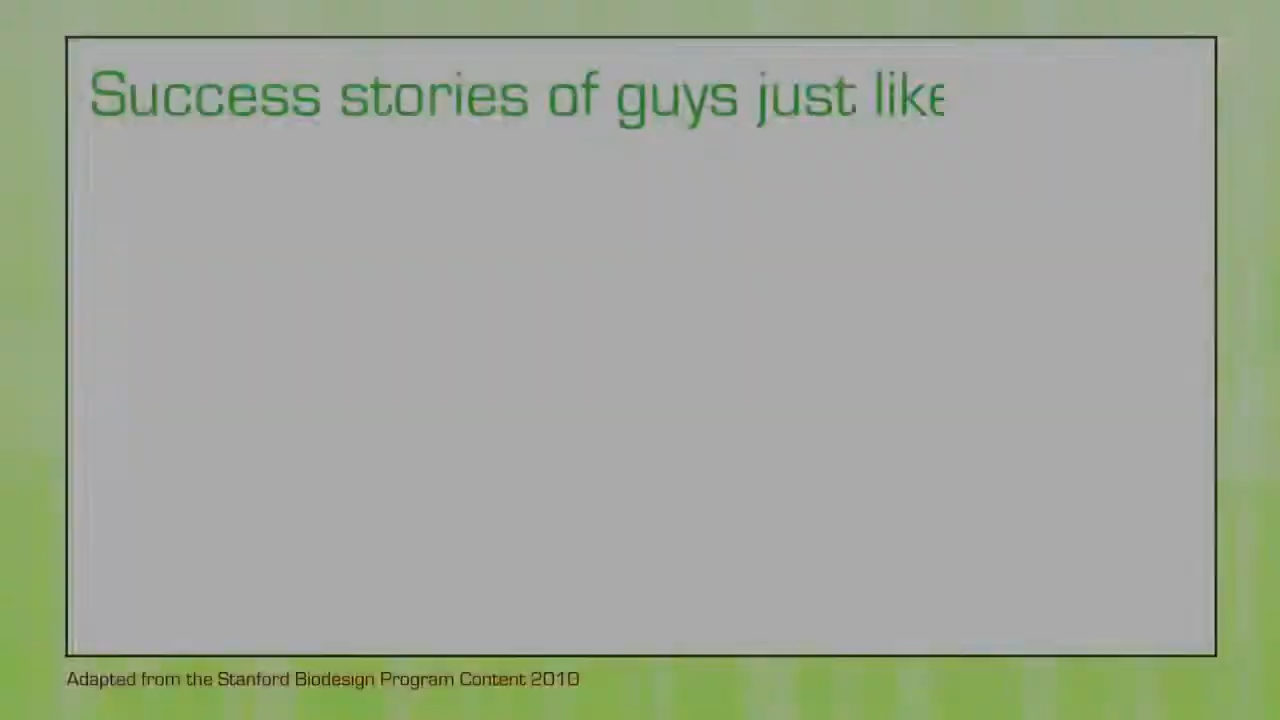 Success stories of guys just like
Adapted from the Stanford Biodesign Program Content 2010